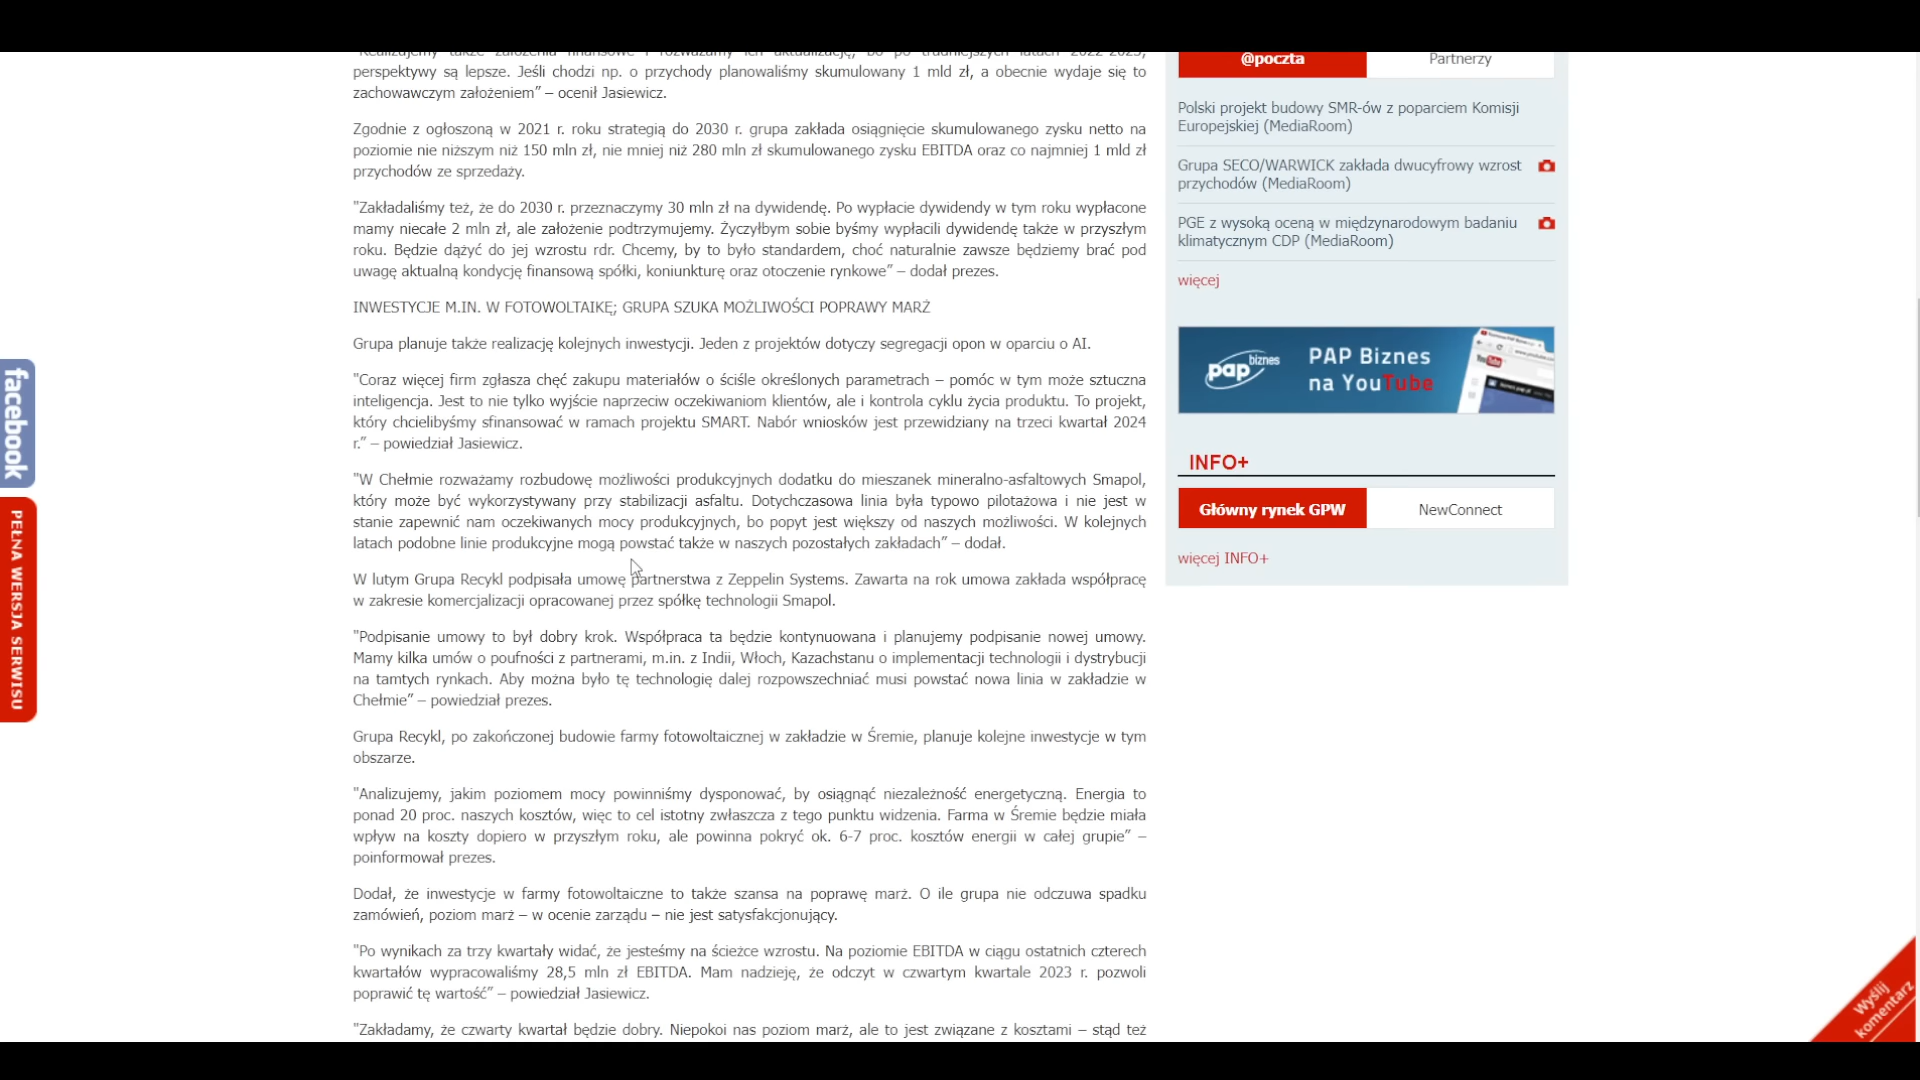 "Realizujemy także założenia finansowe i rozważamy ich aktualizację, bo po trudniejszych latach 2022-2023,
perspektywy są lepsze. Jeśli chodzi np. o przychody planowaliśmy skumulowany 1 mld zł, a obecnie wydaje się to
zachowawczym założeniem” – ocenił Jasiewicz.
Zgodnie z ogłoszoną w 2021 r. roku strategią do 2030 r. grupa zakłada osiągnięcie skumulowanego zysku netto na
poziomie nie niższym niż 150 mln zł, nie mniej niż 280 mln zł skumulowanego zysku EBITDA oraz co najmniej 1 mld zł
przychodów ze sprzedaży.
"Zakładaliśmy też, że do 2030 r. przeznaczymy 30 mln zł na dywidendę. Po wypłacie dywidendy w tym roku wypłacone
mamy niecałe 2 mln zł, ale założenie podtrzymujemy. Życzyłbym sobie byśmy wypłacili dywidendę także w przyszłym
roku. Będzie dążyć do jej wzrostu rdr. Chcemy, by to było standardem, choć naturalnie zawsze będziemy brać pod
uwagę aktualną kondycję finansową spółki, koniunkturę oraz otoczenie rynkowe” – dodał prezes.
INWESTYCJE M.IN. W FOTOWOLTAIKĘ; GRUPA SZUKA MOŻLIWOŚCI POPRAWY MARŻ
Grupa planuje także realizację kolejnych inwestycji. Jeden z projektów dotyczy segregacji opon w oparciu o AI.
"Coraz więcej firm zgłasza chęć zakupu materiałów o ściśle określonych parametrach – pomóc w tym może sztuczna
inteligencja. Jest to nie tylko wyjście naprzeciw oczekiwaniom klientów, ale i kontrola cyklu życia produktu. To projekt,
który chcielibyśmy sfinansować w ramach projektu SMART. Nabór wniosków jest przewidziany na trzeci kwartał 2024
r.” – powiedział Jasiewicz.
"W Chełmie rozważamy rozbudowę możliwości produkcyjnych dodatku do mieszanek mineralno-asfaltowych Smapol,
który może być wykorzystywany przy stabilizacji asfaltu. Dotychczasowa linia była typowo pilotażowa i nie jest w
stanie zapewnić nam oczekiwanych mocy produkcyjnych, bo popyt jest większy od naszych możliwości. W kolejnych
latach podobne linie produkcyjne mogą powstać także w naszych pozostałych zakładach” – dodał.
W lutym Grupa Recykl podpisała umowę partnerstwa z Zeppelin Systems. Zawarta na rok umowa zakłada współpracę
w zakresie komercjalizacji opracowanej przez spółkę technologii Smapol.
"Podpisanie umowy to był dobry krok. Współpraca ta będzie kontynuowana i planujemy podpisanie nowej umowy.
Mamy kilka umów o poufności z partnerami, m.in. z Indii, Włoch, Kazachstanu o implementacji technologii i dystrybucji
na tamtych rynkach. Aby można było tę technologię dalej rozpowszechniać musi powstać nowa linia w zakładzie w
Chełmie” – powiedział prezes.
Grupa Recykl, po zakończonej budowie farmy fotowoltaicznej w zakładzie w Śremie, planuje kolejne inwestycje w tym
obszarze.
"Analizujemy, jakim poziomem mocy powinniśmy dysponować, by osiągnąć niezależność energetyczną. Energia to
ponad 20 proc. naszych kosztów, więc to cel istotny zwłaszcza z tego punktu widzenia. Farma w Śremie będzie miała
wpływ na koszty dopiero w przyszłym roku, ale powinna pokryć ok. 6-7 proc. kosztów energii w całej grupie” –
poinformował prezes.
Dodał, że inwestycje w farmy fotowoltaiczne to także szansa na poprawę marż. O ile grupa nie odczuwa spadku
zamówień, poziom marż – w ocenie zarządu – nie jest satysfakcjonujący.
"Po wynikach za trzy kwartały widać, że jesteśmy na ścieżce wzrostu. Na poziomie EBITDA w ciągu ostatnich czterech
kwartałów wypracowaliśmy 28,5 mln zł EBITDA. Mam nadzieję, że odczyt w czwartym kwartale 2023 r. pozwoli
poprawić tę wartość” – powiedział Jasiewicz.
"Zakładamy, że czwarty kwartał będzie dobry. Niepokoi nas poziom marż, ale to jest związane z kosztami – stąd też
@poczta
Partnerzy
Polski projekt budowy SMR-ów z poparciem Komisji
Europejskiej (MediaRoom)
Grupa SECO/WARWICK zakłada dwucyfrowy wzrost
przychodów (MediaRoom)
PGE z wysoką oceną w międzynarodowym badaniu
klimatycznym CDP (MediaRoom)
więcej
pap biznes
PAP Biznes
na YouTube
INFO+
Główny rynek GPW
NewConnect
więcej INFO+
facebook
PEŁNA WERSJA SERWISU
Wyślij
komentarz